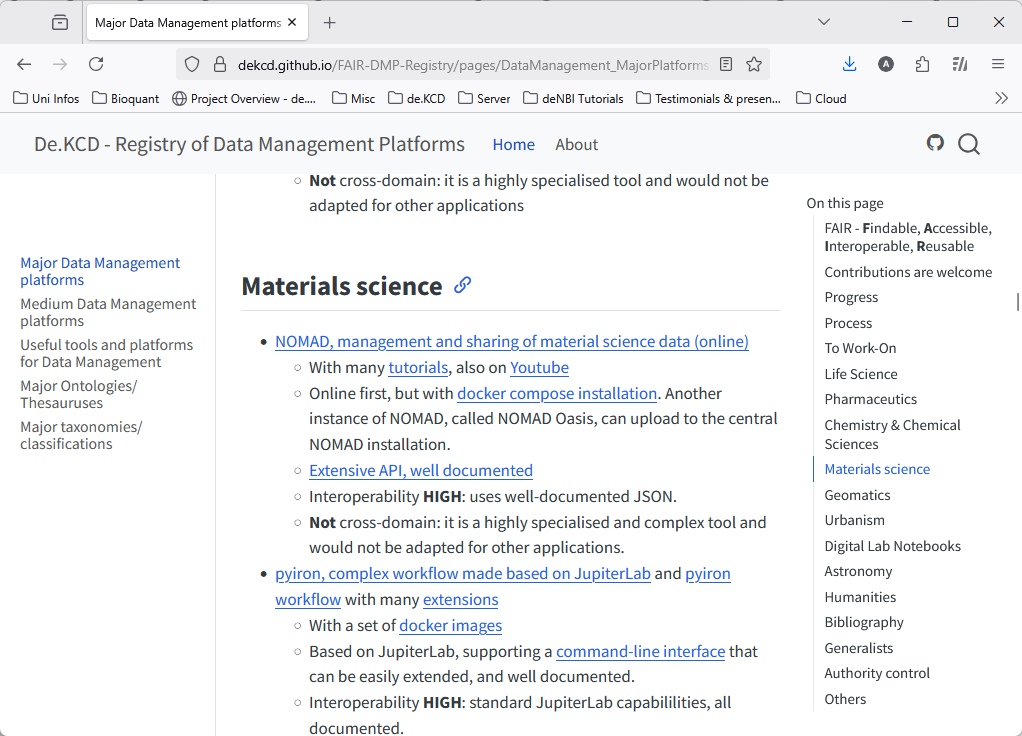 Major Data Management platforms
dekcd.github.io/FAIR-DMP-Registry/pages/DataManagement_MajorPlatforms
A
Uni Infos
Bioquant
Project Overview - de....
Misc
de.KCD
Server
deNBI Tutorials
Testimonials & presen...
Cloud
De.KCD - Registry of Data Management Platforms
Home
About
Major Data Management
platforms
Medium Data Management
platforms
Useful tools and platforms
for Data Management
Major Ontologies/
Thesauruses
Major taxonomies/
classifications
Not cross-domain: it is a highly specialised tool and would not be
adapted for other applications
Materials science
NOMAD, management and sharing of material science data (online)
With many tutorials, also on Youtube
Online first, but with docker compose installation. Another
instance of NOMAD, called NOMAD Oasis, can upload to the central
NOMAD installation.
Extensive API, well documented
Interoperability HIGH: uses well-documented JSON.
Not cross-domain: it is a highly specialised and complex tool and
would not be adapted for other applications.
pyiron, complex workflow made based on JupiterLab and pyiron
workflow with many extensions
With a set of docker images
Based on JupiterLab, supporting a command-line interface that
can be easily extended, and well documented.
Interoperability HIGH: standard JupiterLab capabililities, all
documented.
On this page
FAIR - Findable, Accessible,
Interoperable, Reusable
Contributions are welcome
Progress
Process
To Work-On
Life Science
Pharmaceutics
Chemistry & Chemical
Sciences
Materials science
Geomatics
Urbanism
Digital Lab Notebooks
Astronomy
Humanities
Bibliography
Generalists
Authority control
Others